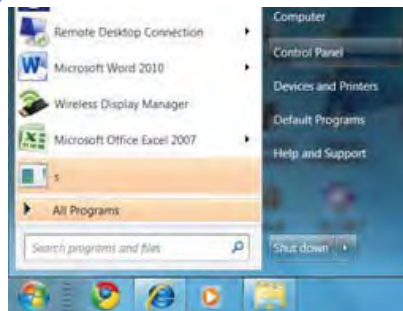 Remote Desktop Connection
Microsoft Word 2010
Wireless Display Manager
Microsoft Office Excel 2007
s
All Programs
Search programs and files
Computer
Control Panel
Devices and Printers
Default Programs
Help and Support
Shut down